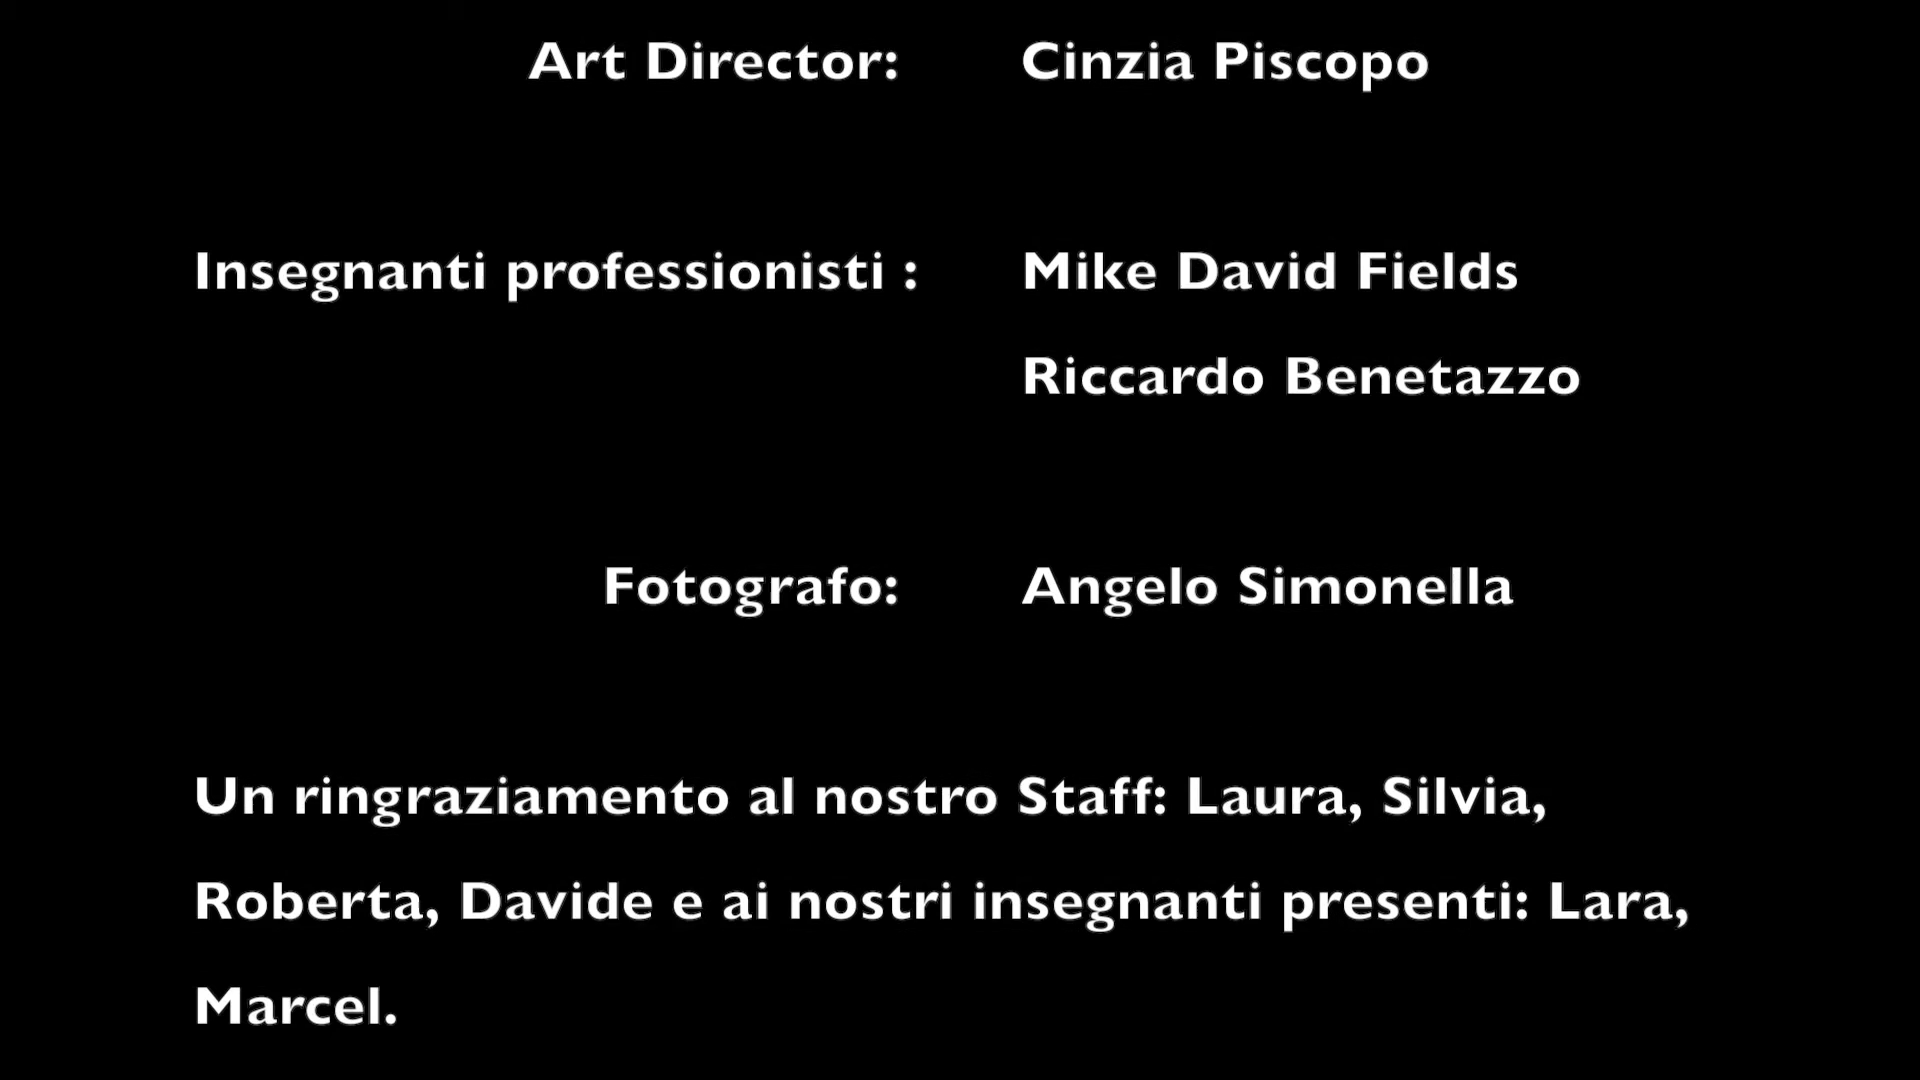 Art Director: Cinzia Piscopo
Insegnanti professionisti : Mike David Fields
Riccardo Benetazzo
Fotografo: Angelo Simonella
Un ringraziamento al nostro Staff: Laura, Silvia,
Roberta, Davide e ai nostri insegnanti presenti: Lara,
Marcel.